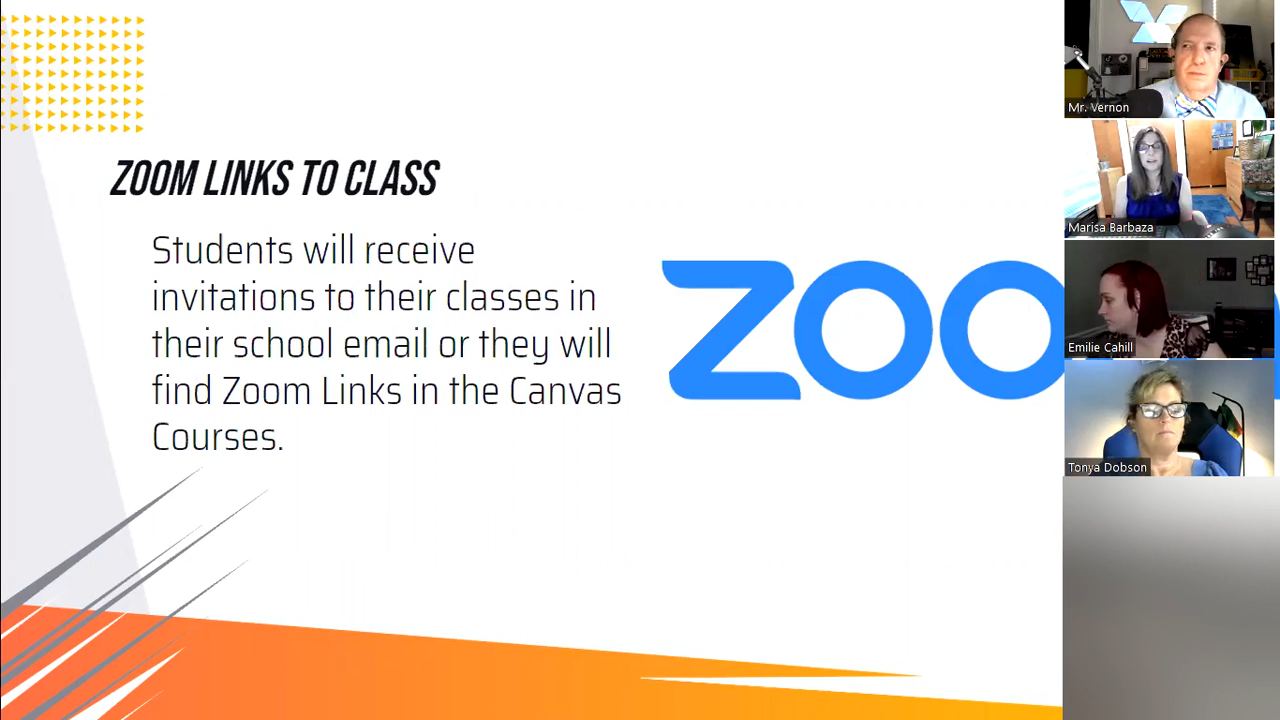 ZOOM LINKS TO CLASS
Students will receive
invitations to their classes in
their school email or they will
find Zoom Links in the Canvas
Courses.
zoo
Mr. Vernon
Marisa Barbaza
Emilie Cahill
Tonya Dobson